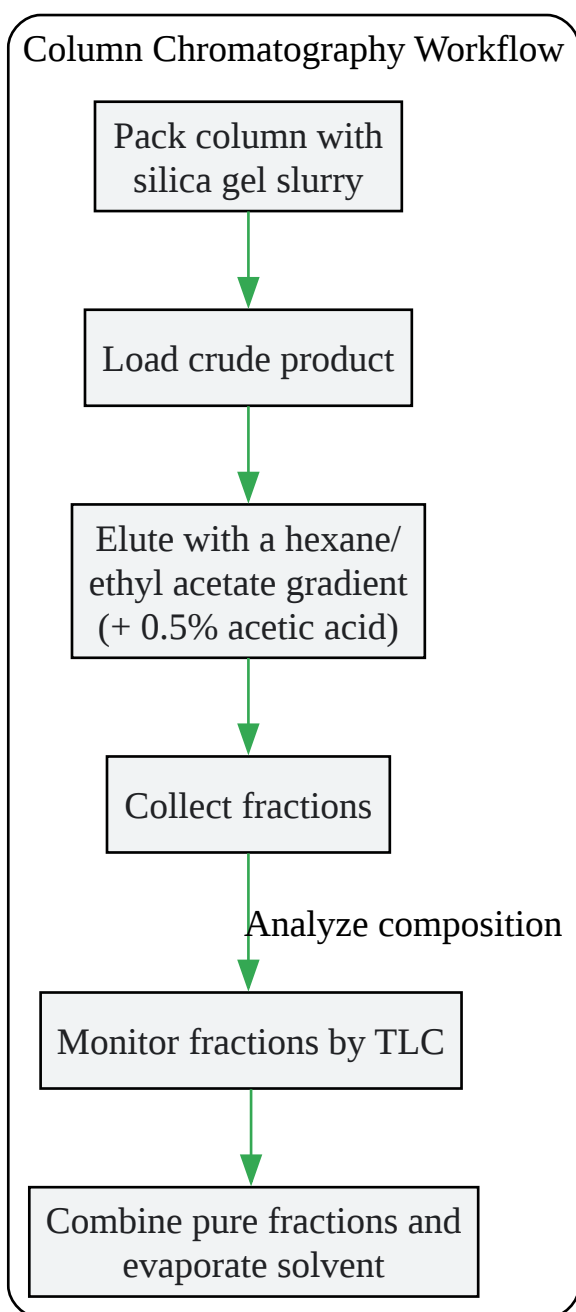 Column Chromatography Workflow
Pack column with
silica gel slurry
Load crude product
Elute with a hexane/
ethyl acetate gradient
(+ 0.5% acetic acid)
Collect fractions
Analyze composition
Monitor fractions by TLC
Combine pure fractions and
evaporate solvent